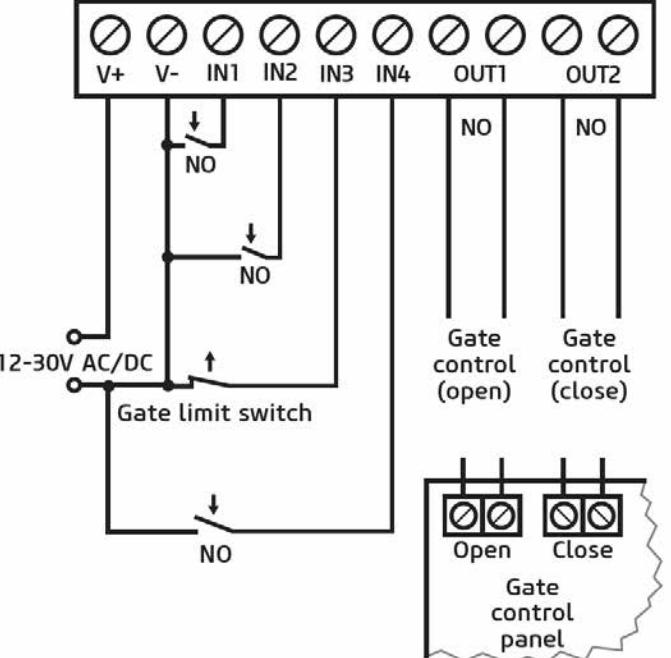 V+ V- IN1 IN2 IN3 IN4 OUT1 OUT2
NO NO
NO
NO
12-30V AC/DC
Gate limit switch
Gate
control
(open)
Gate
control
(close)
NO
Open Close
Gate
control
panel